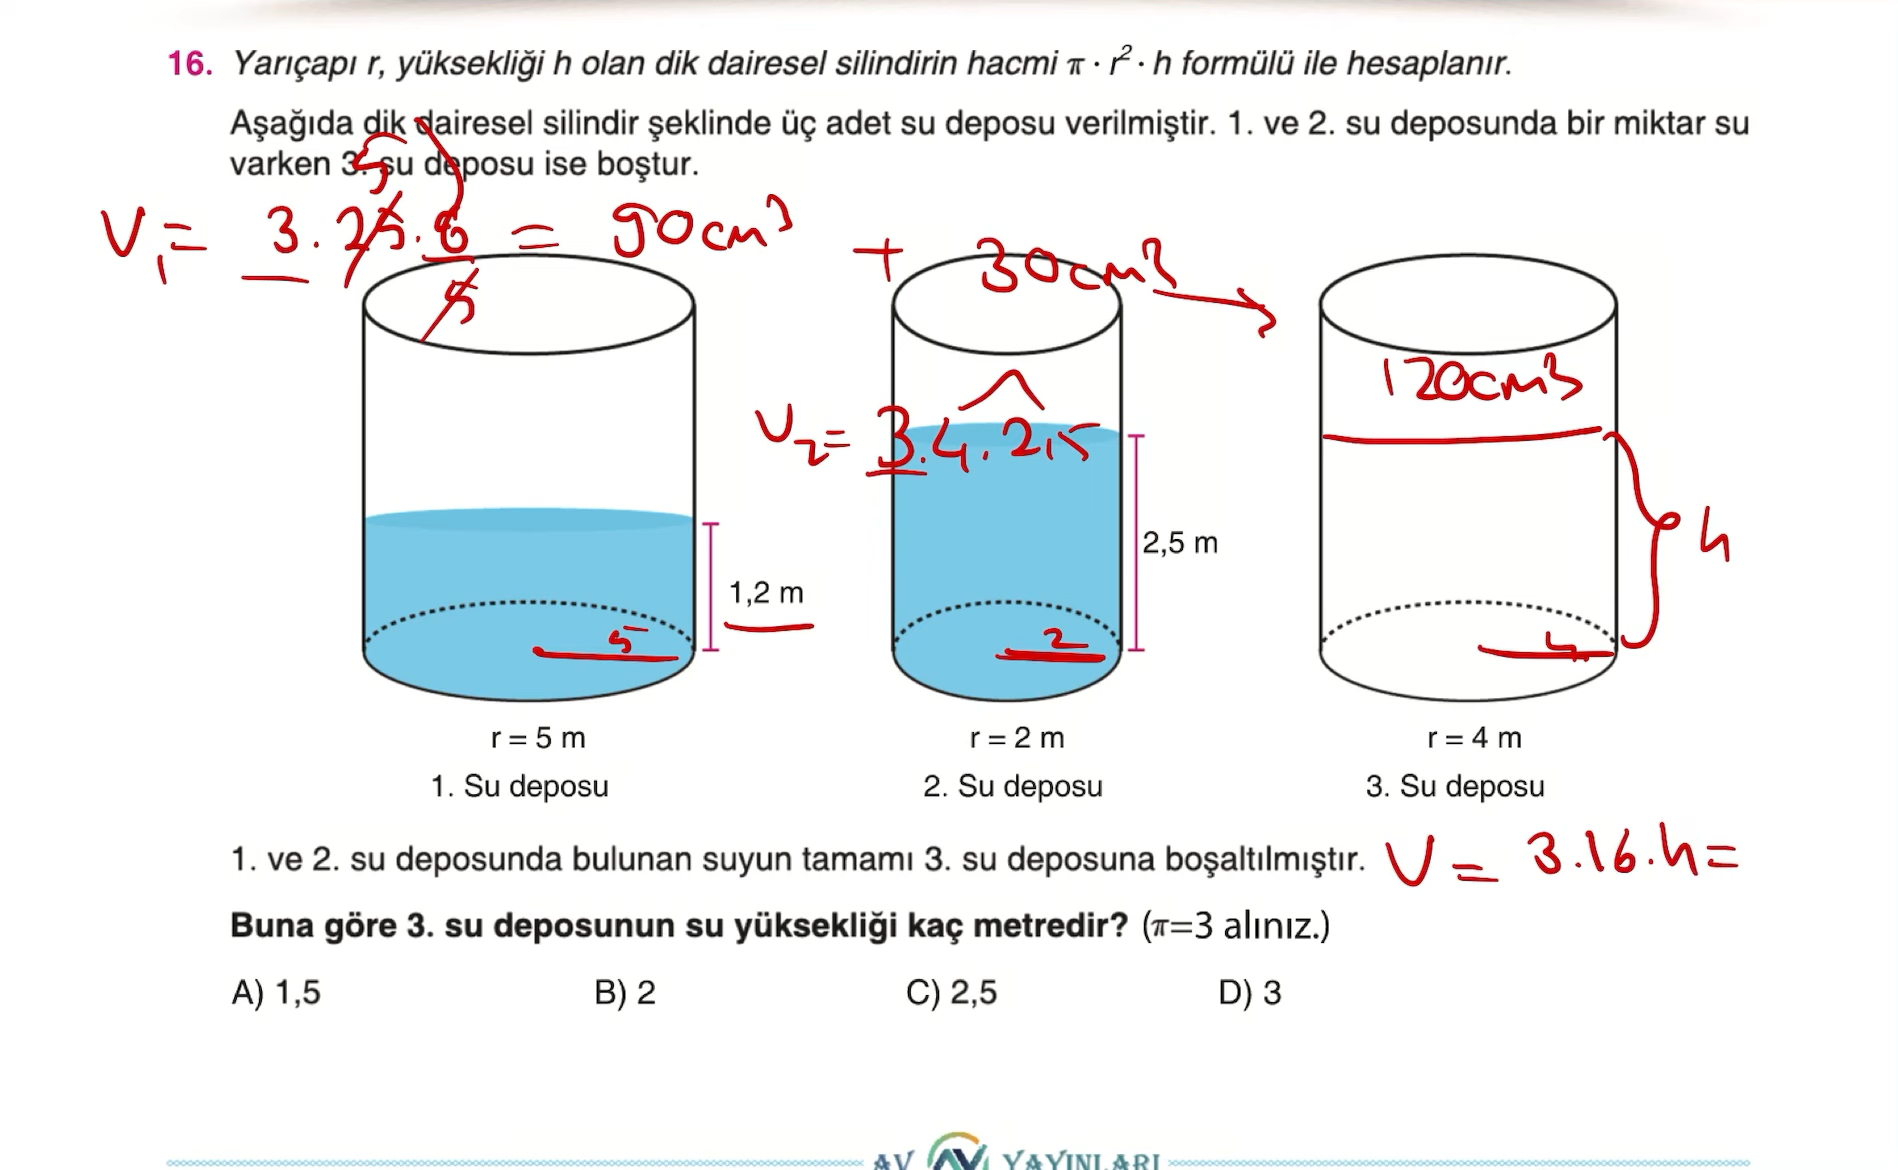 16. Yarıçapı r, yüksekliği h olan dik dairesel silindirin hacmi π · r² · h formülü ile hesaplanır.
Aşağıda dik dairesel silindir şeklinde üç adet su deposu verilmiştir. 1. ve 2. su deposunda bir miktar su
varken 3. su deposu ise boştur.
5
V₁ = 3.25.6 = 90cm³ + 30cm³
5
120cm³
V₂ = 3.4.2,5
h
2,5 m
1,2 m
5 2 4
r = 5 m r = 2 m r = 4 m
1. Su deposu 2. Su deposu 3. Su deposu
1. ve 2. su deposunda bulunan suyun tamamı 3. su deposuna boşaltılmıştır. V = 3.16.h =
Buna göre 3. su deposunun su yüksekliği kaç metredir? (π=3 alınız.)
A) 1,5 B) 2 C) 2,5 D) 3
AV YAYINLARI